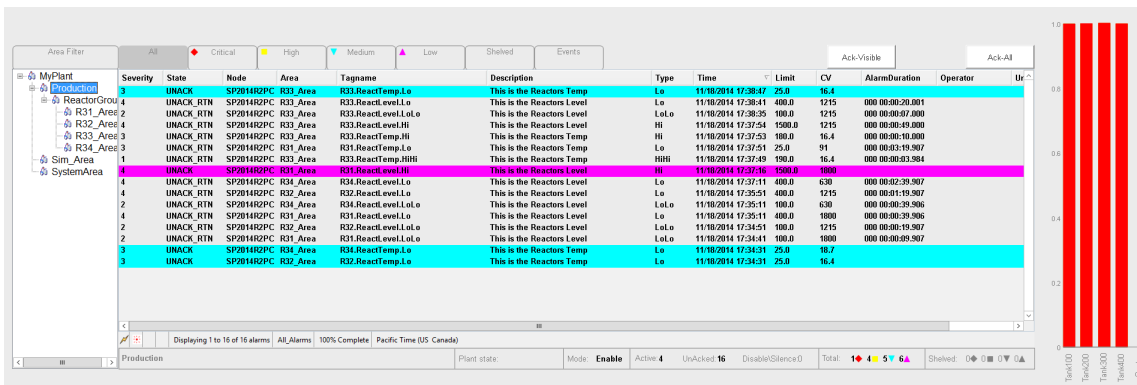 Area Filter All Critical High Medium Low Shelved Events
Ack-Visible Ack-All
MyPlant
Production
ReactorGrou
R31_Area
R32_Area
R33_Area
R34_Area
Sim_Area
SystemArea
Severity State Node Area Tagname Description Type Time Limit CV AlarmDuration Operator Ur
3 UNACK SP2014R2PC R33_Area R33.ReactTemp.Lo This is the Reactors Temp Lo 11/18/2014 17:38:47 25.0 16.4
4 UNACK_RTN SP2014R2PC R33_Area R33.ReactLevel.Lo This is the Reactors Level Lo 11/18/2014 17:38:41 400.0 1215 000 00:00:20.001
2 UNACK_RTN SP2014R2PC R33_Area R33.ReactLevel.LoLo This is the Reactors Level LoLo 11/18/2014 17:38:35 100.0 1215 000 00:00:07.000
4 UNACK_RTN SP2014R2PC R33_Area R33.ReactLevel.Hi This is the Reactors Level Hi 11/18/2014 17:37:54 1500.0 1215 000 00:00:49.000
3 UNACK_RTN SP2014R2PC R33_Area R33.ReactTemp.Hi This is the Reactors Temp Hi 11/18/2014 17:37:53 180.0 16.4 000 00:00:10.000
3 UNACK_RTN SP2014R2PC R31_Area R31.ReactTemp.Lo This is the Reactors Temp Lo 11/18/2014 17:37:51 25.0 91 000 00:03:19.907
1 UNACK_RTN SP2014R2PC R33_Area R33.ReactTemp.HiHi This is the Reactors Temp HiHi 11/18/2014 17:37:49 190.0 16.4 000 00:00:03.984
4 UNACK SP2014R2PC R31_Area R31.ReactLevel.Hi This is the Reactors Level Hi 11/18/2014 17:37:16 1500.0 1800
4 UNACK_RTN SP2014R2PC R34_Area R34.ReactLevel.Lo This is the Reactors Level Lo 11/18/2014 17:37:11 400.0 630 000 00:02:39.907
4 UNACK_RTN SP2014R2PC R32_Area R32.ReactLevel.Lo This is the Reactors Level Lo 11/18/2014 17:35:51 400.0 1215 000 00:01:19.907
2 UNACK_RTN SP2014R2PC R34_Area R34.ReactLevel.LoLo This is the Reactors Level LoLo 11/18/2014 17:35:11 100.0 630 000 00:00:39.906
4 UNACK_RTN SP2014R2PC R31_Area R31.ReactLevel.Lo This is the Reactors Level Lo 11/18/2014 17:35:11 400.0 1800 000 00:00:39.906
2 UNACK_RTN SP2014R2PC R32_Area R32.ReactLevel.LoLo This is the Reactors Level LoLo 11/18/2014 17:34:51 100.0 1215 000 00:00:19.907
2 UNACK_RTN SP2014R2PC R31_Area R31.ReactLevel.LoLo This is the Reactors Level LoLo 11/18/2014 17:34:41 100.0 1800 000 00:00:09.907
3 UNACK SP2014R2PC R34_Area R34.ReactTemp.Lo This is the Reactors Temp Lo 11/18/2014 17:34:31 25.0 18.7
3 UNACK SP2014R2PC R32_Area R32.ReactTemp.Lo This is the Reactors Temp Lo 11/18/2014 17:34:31 25.0 16.4
Displaying 1 to 16 of 16 alarms All_Alarms 100% Complete Pacific Time (US Canada)
Production Plant state: Mode: Enable Active:4 UnAcked:16 Disable\Silence:0 Total: 1 4 5 6 Shelved: 0 0 0 0
1.0
0.8
0.6
0.4
0.2
0
Tank100
Tank200
Tank300
Tank400